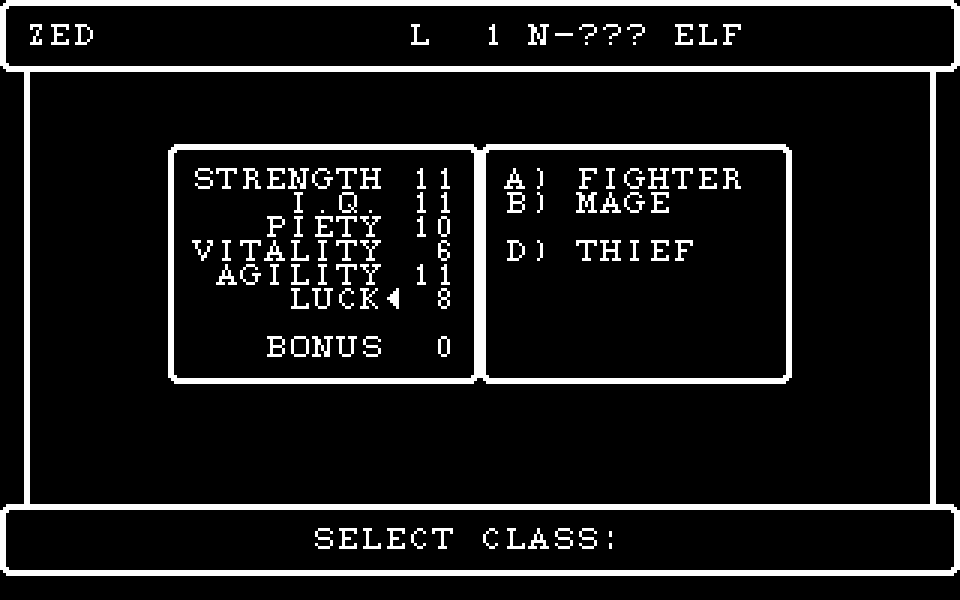 ZED L 1 N-??? ELF
STRENGTH 11
I.Q. 11
PIETY 10
VITALITY 6
AGILITY 11
LUCK◀ 8
BONUS 0
A) FIGHTER
B) MAGE
D) THIEF
SELECT CLASS: